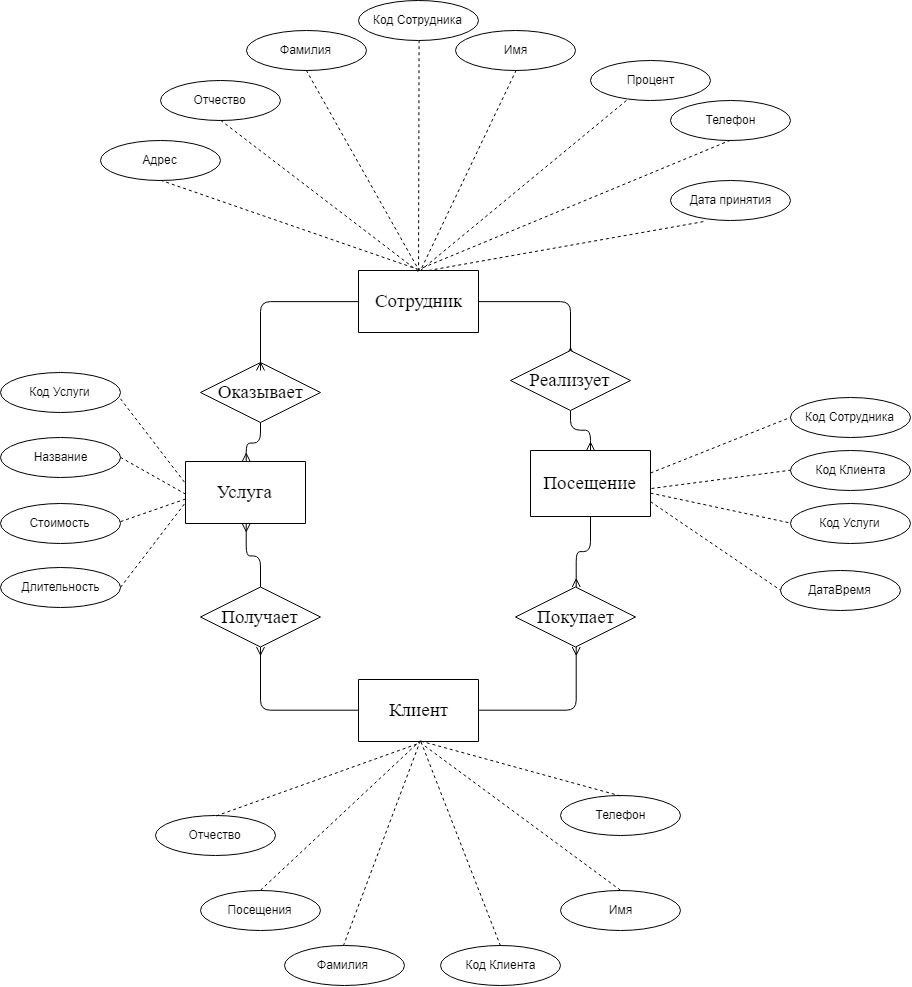 Код Сотрудника
Фамилия
Имя
Процент
Отчество
Телефон
Адрес
Дата принятия
Сотрудник
Оказывает
Реализует
Код Услуги
Название
Стоимость
Длительность
Услуга
Посещение
Код Сотрудника
Код Клиента
Код Услуги
ДатаВремя
Получает
Покупает
Клиент
Отчество
Телефон
Посещения
Имя
Фамилия
Код Клиента